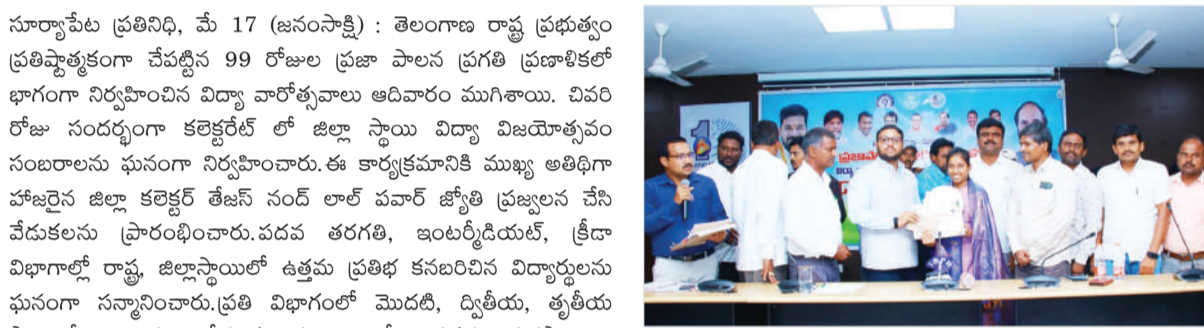 సూర్యాపేట ప్రతినిధి, మే 17 (జనంసాక్షి) : తెలంగాణ రాష్ట్ర ప్రభుత్వం
ప్రతిష్టాత్మకంగా చేపట్టిన 99 రోజుల ప్రజా పాలన ప్రగతి ప్రణాళికలో
భాగంగా నిర్వహించిన విద్యా వారోత్సవాలు ఆదివారం ముగిశాయి. చివరి
రోజు సందర్భంగా కలెక్టరేట్ లో జిల్లా స్థాయి విద్యా విజయోత్సవం
సంబరాలను ఘనంగా నిర్వహించారు.ఈ కార్యక్రమానికి ముఖ్య అతిథిగా
హాజరైన జిల్లా కలెక్టర్ తేజస్ నంద్ లాల్ పవార్ జ్యోతి ప్రజ్వలన చేసి
వేడుకలను ప్రారంభించారు.పదవ తరగతి, ఇంటర్మీడియట్, క్రీడా
విభాగాల్లో రాష్ట్ర, జిల్లాస్థాయిలో ఉత్తమ ప్రతిభ కనబరిచిన విద్యార్థులను
ఘనంగా సన్మానించారు.ప్రతి విభాగంలో మొదటి, ద్వితీయ, తృతీయ